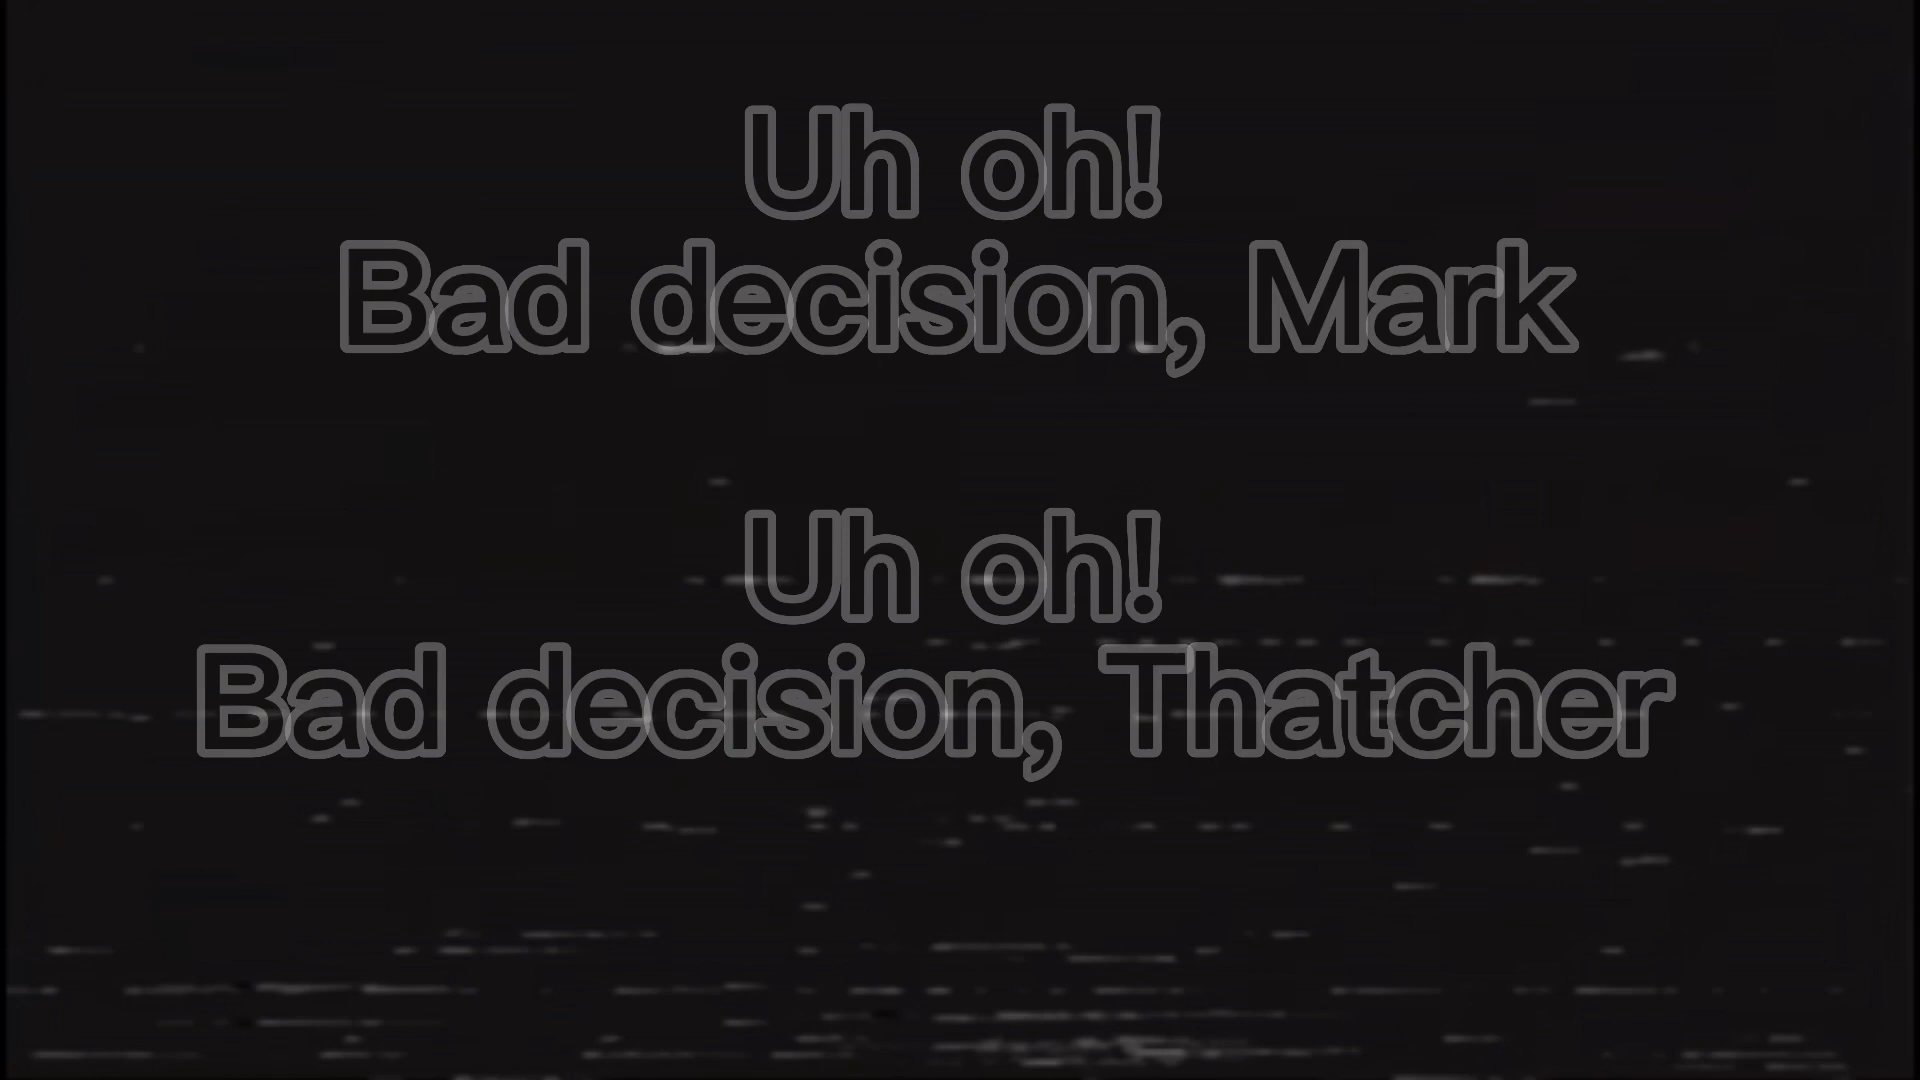 Uh oh!
Bad decision, Mark
Uh oh!
Bad decision, Thatcher